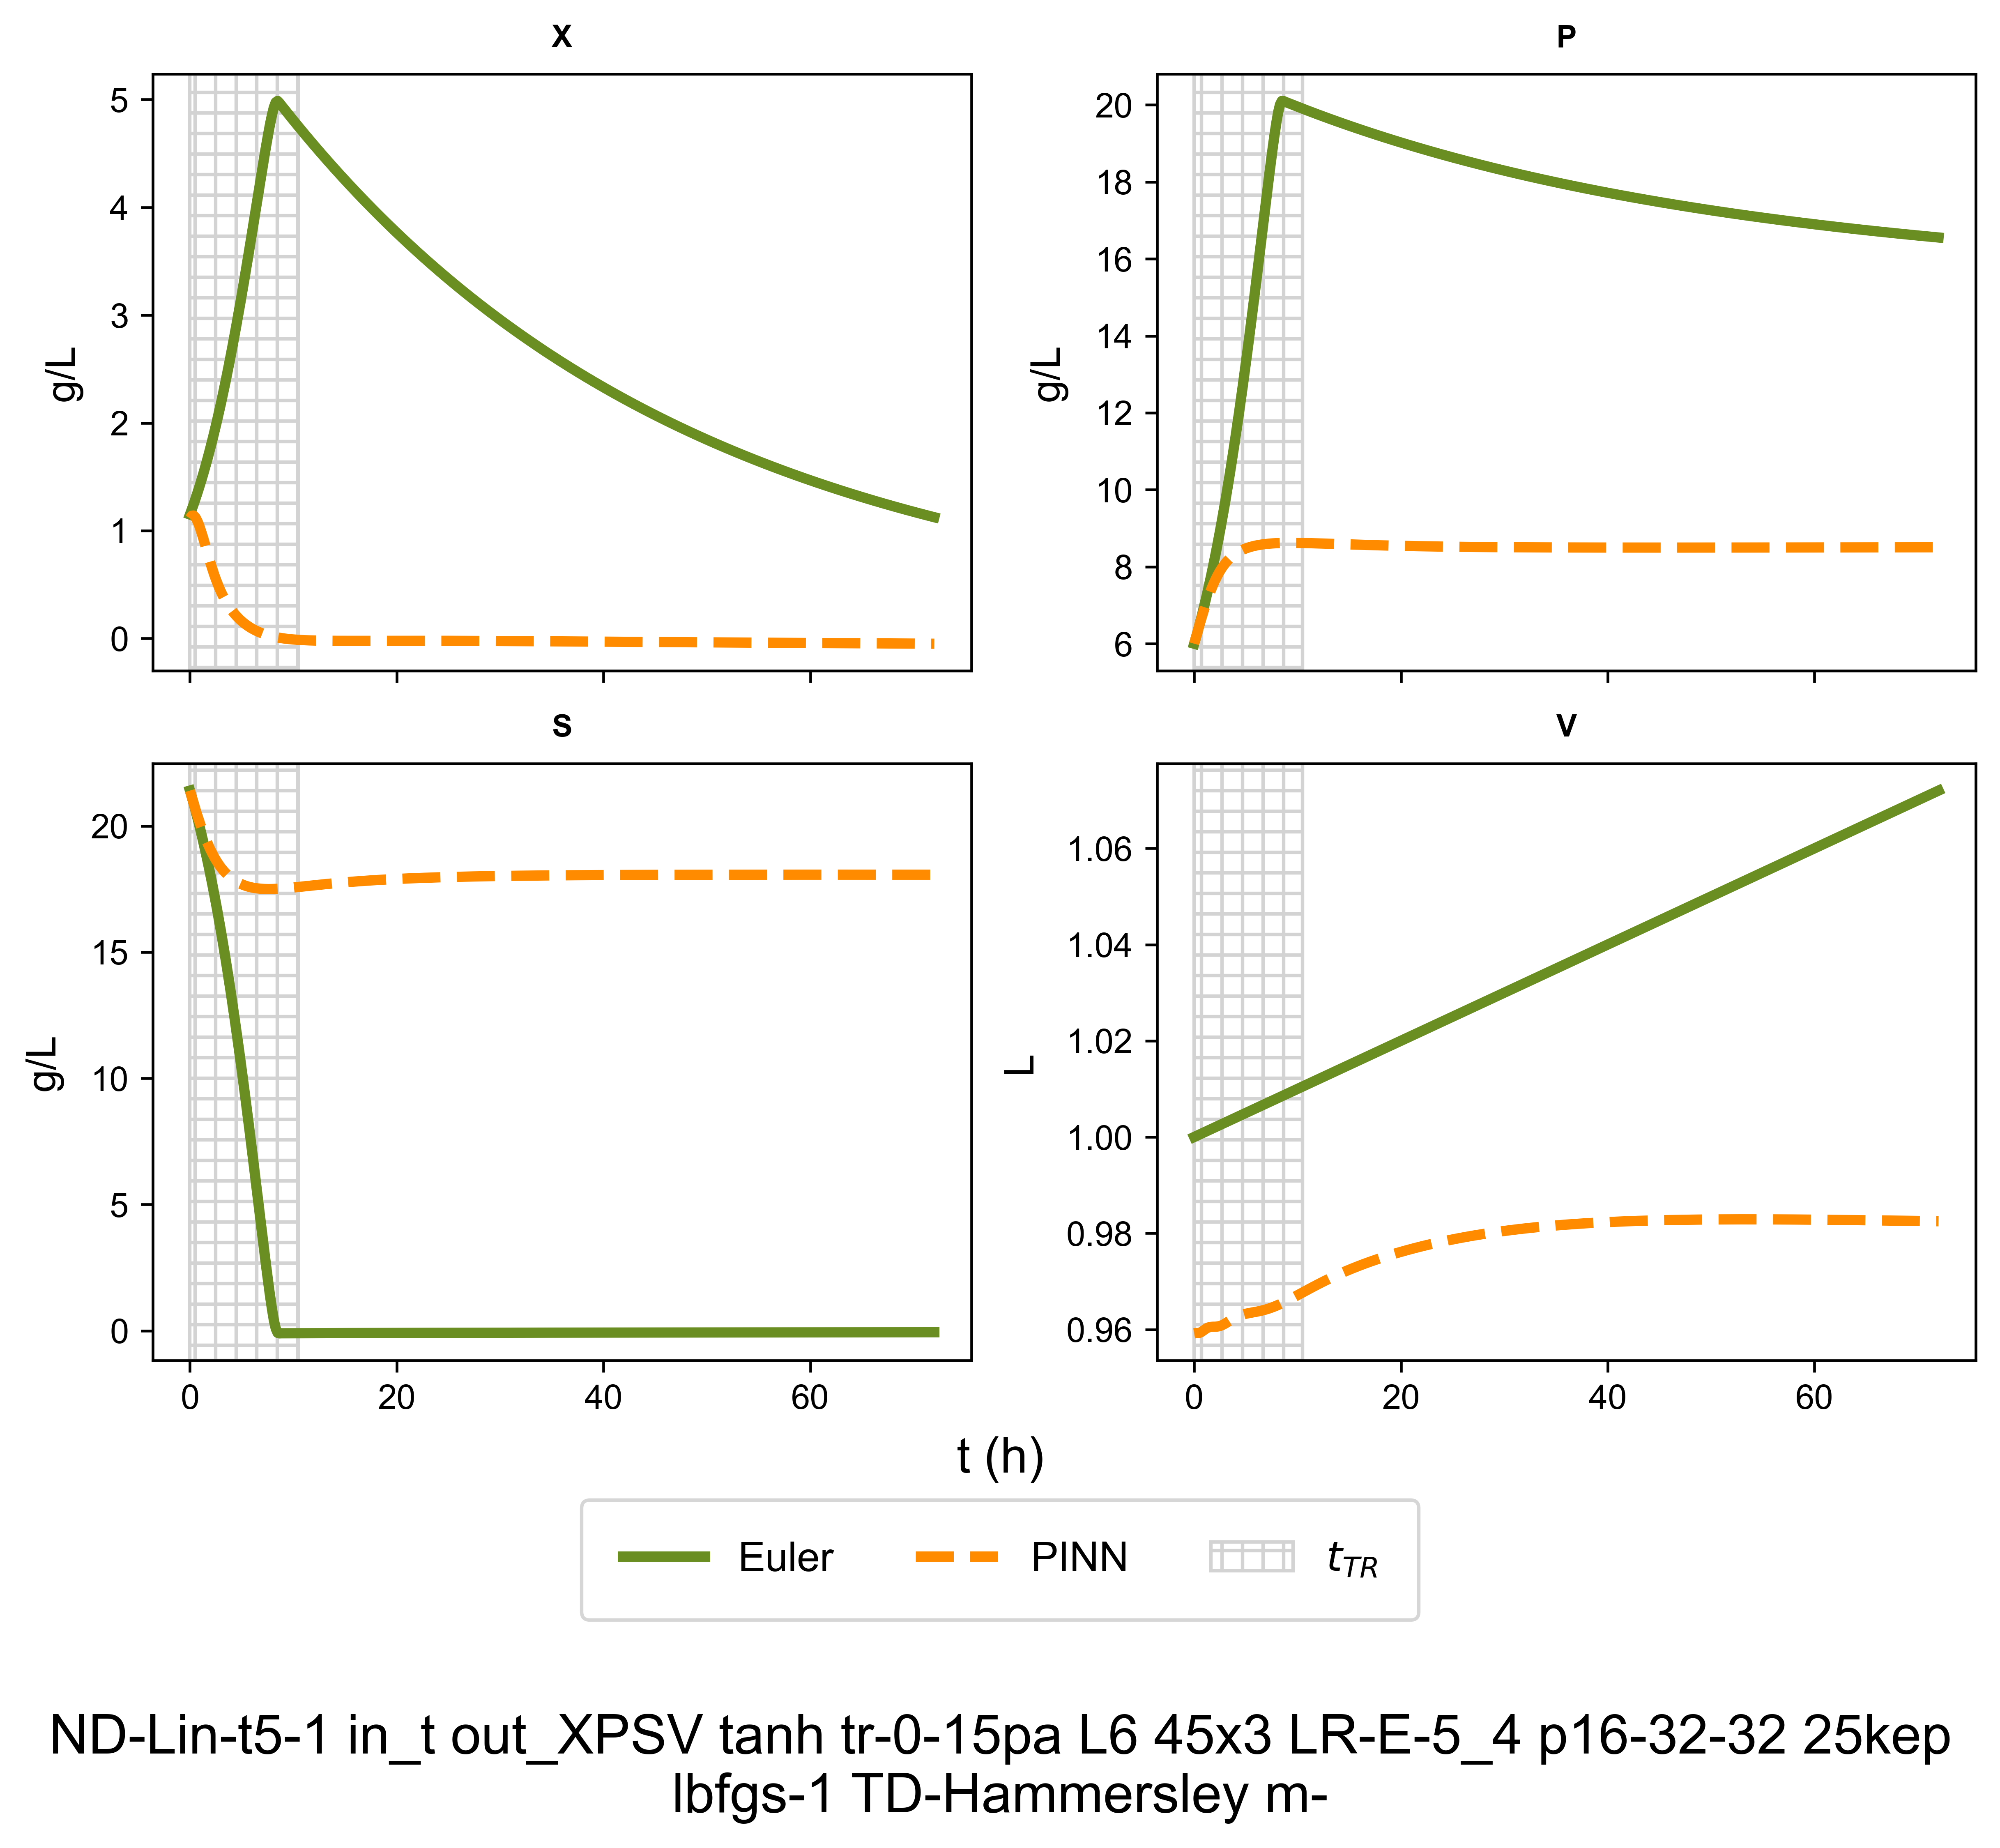 X
P
5
4
3
2
1
0
g/L
20
18
16
14
12
10
8
6
g/L
S
V
20
15
10
5
0
g/L
0
20
40
60
1.06
1.04
1.02
1.00
0.98
0.96
L
0
20
40
60
t (h)
Euler
PINN
tTR
ND-Lin-t5-1 in_t out_XPSV tanh tr-0-15pa L6 45x3 LR-E-5_4 p16-32-32 25kep
lbfgs-1 TD-Hammersley m-